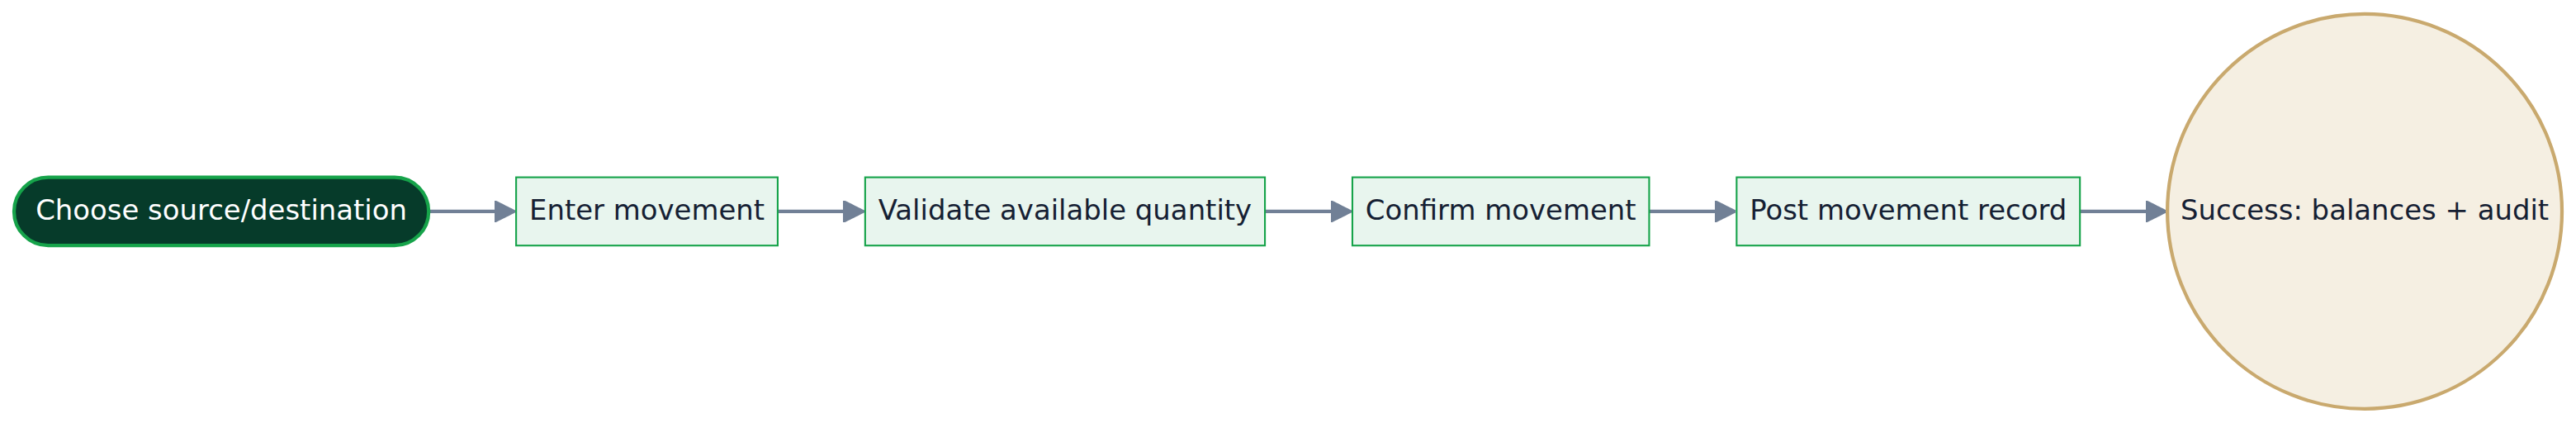 Choose source/destination
Enter movement
Validate available quantity
Confirm movement
Post movement record
Success: balances + audit